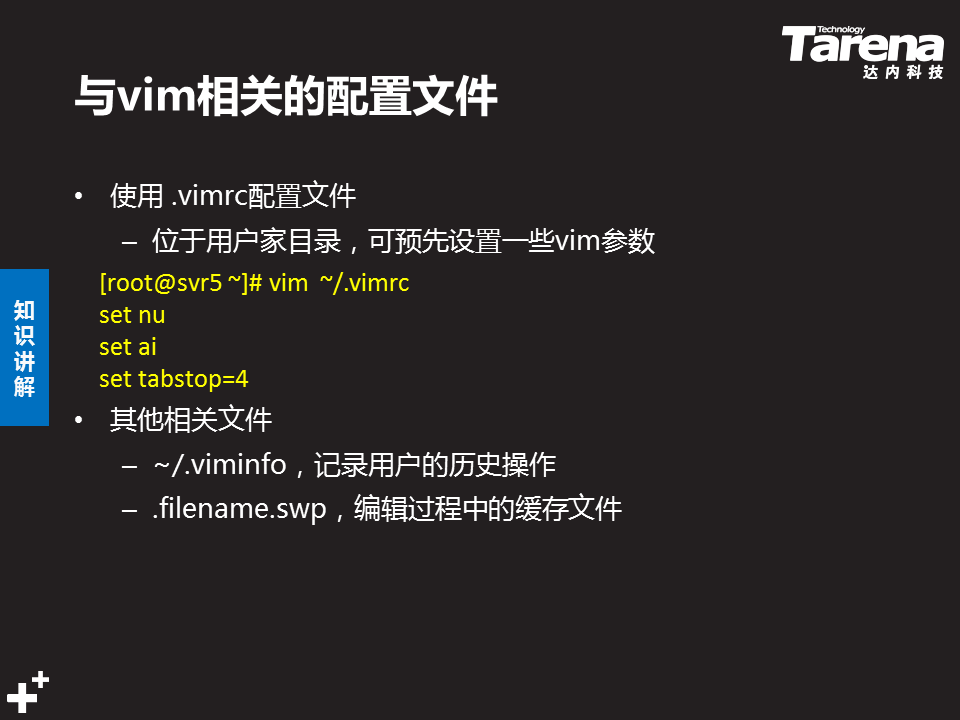 Technology
Tarena
达内科技
与vim相关的配置文件
• 使用 .vimrc配置文件
– 位于用户家目录，可预先设置一些vim参数
[root@svr5 ~]# vim  ~/.vimrc
set nu
set ai
set tabstop=4
• 其他相关文件
– ~/.viminfo，记录用户的历史操作
– .filename.swp，编辑过程中的缓存文件
知
识
讲
解